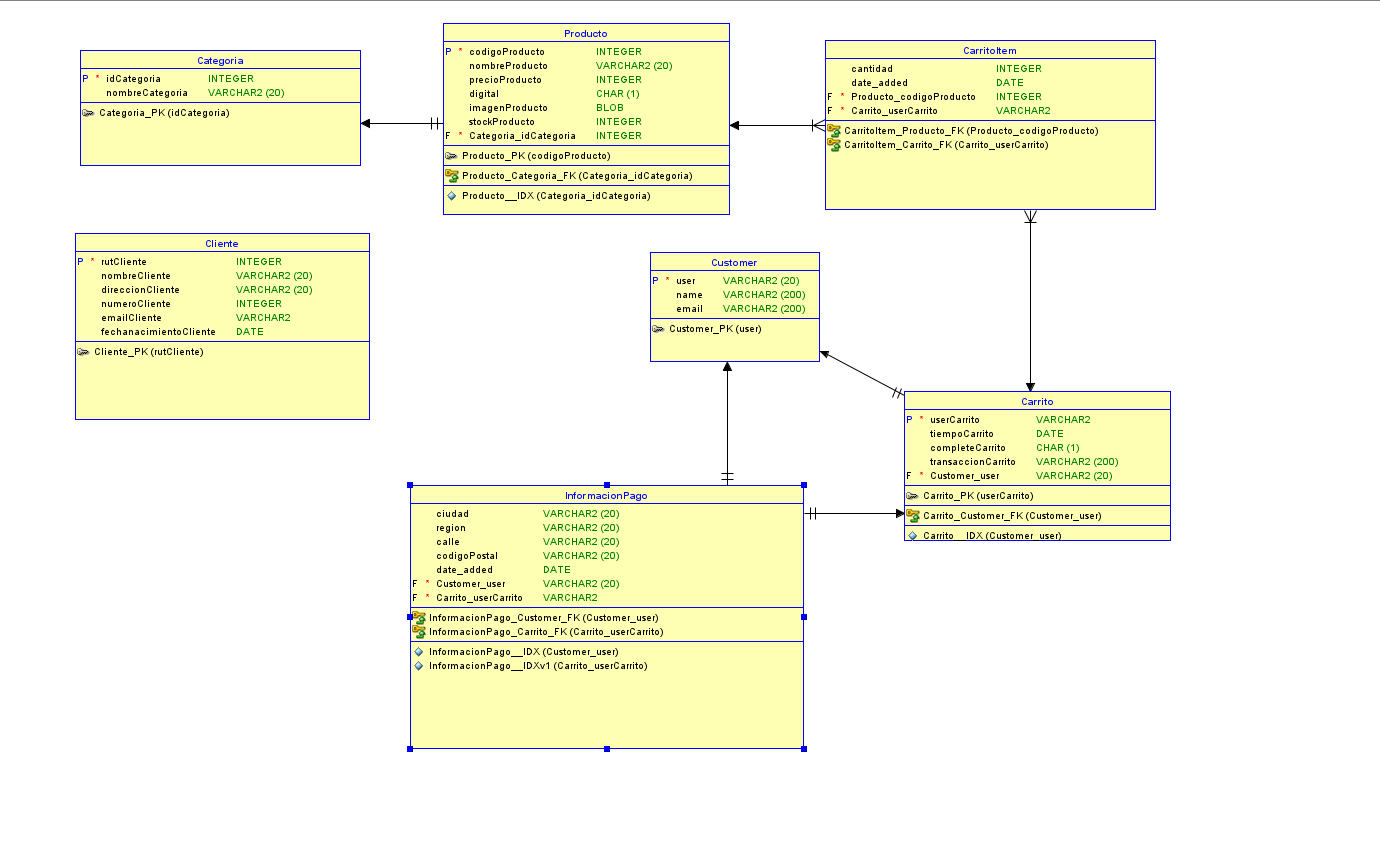 Categoria
P * idCategoria INTEGER
nombreCategoria VARCHAR2 (20)
Categoria_PK (idCategoria)
Producto
P * codigoProducto INTEGER
nombreProducto VARCHAR2 (20)
precioProducto INTEGER
digital CHAR (1)
imagenProducto BLOB
stockProducto INTEGER
F * Categoria_idCategoria INTEGER
Producto_PK (codigoProducto)
Producto_Categoria_FK (Categoria_idCategoria)
Producto__IDX (Categoria_idCategoria)
CarritoItem
cantidad INTEGER
date_added DATE
F * Producto_codigoProducto INTEGER
F * Carrito_userCarrito VARCHAR2
CarritoItem_Producto_FK (Producto_codigoProducto)
CarritoItem_Carrito_FK (Carrito_userCarrito)
Cliente
P * rutCliente INTEGER
nombreCliente VARCHAR2 (20)
direccionCliente VARCHAR2 (20)
numeroCliente INTEGER
emailCliente VARCHAR2
fechanacimientoCliente DATE
Cliente_PK (rutCliente)
Customer
P * user VARCHAR2 (20)
name VARCHAR2 (200)
email VARCHAR2 (200)
Customer_PK (user)
Carrito
P * userCarrito VARCHAR2
tiempoCarrito DATE
completeCarrito CHAR (1)
transaccionCarrito VARCHAR2 (200)
F * Customer_user VARCHAR2 (20)
Carrito_PK (userCarrito)
Carrito_Customer_FK (Customer_user)
Carrito__IDX (Customer_user)
InformacionPago
ciudad VARCHAR2 (20)
region VARCHAR2 (20)
calle VARCHAR2 (20)
codigoPostal VARCHAR2 (20)
date_added DATE
F * Customer_user VARCHAR2 (20)
F * Carrito_userCarrito VARCHAR2
InformacionPago_Customer_FK (Customer_user)
InformacionPago_Carrito_FK (Carrito_userCarrito)
InformacionPago__IDX (Customer_user)
InformacionPago__IDXv1 (Carrito_userCarrito)